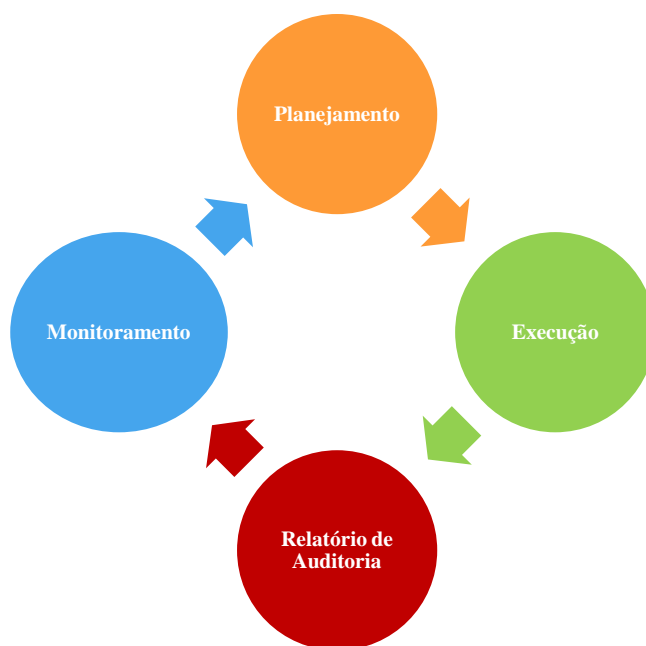 Planejamento
Execução
Relatório de
Auditoria
Monitoramento